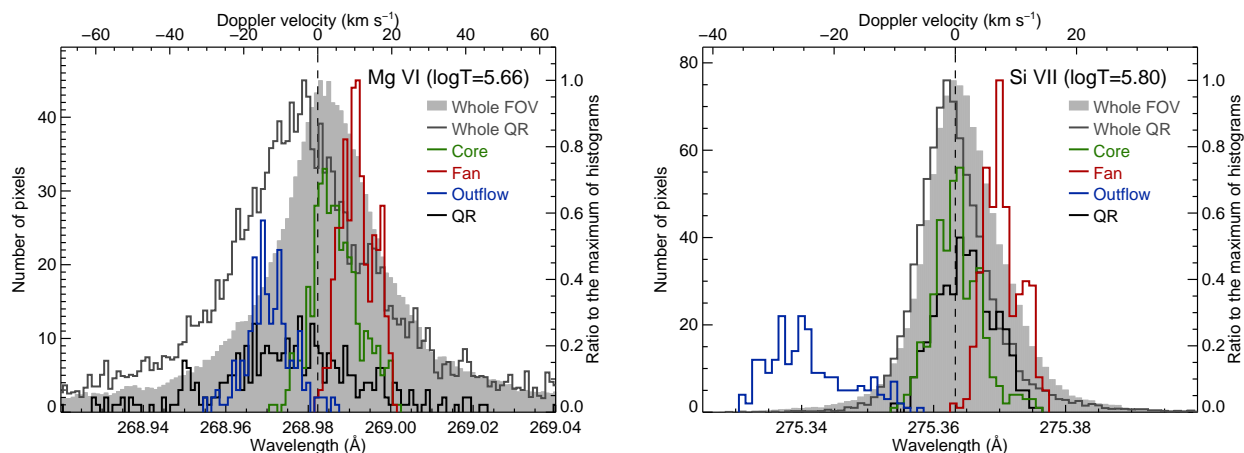 Doppler velocity (km s⁻¹)
−60 −40 −20 0 20 40 60
Mg VI (logT=5.66)
Whole FOV
Whole QR
Core
Fan
Outflow
QR
Number of pixels
0 10 20 30 40
Ratio to the maximum of histograms
0.0 0.2 0.4 0.6 0.8 1.0
268.94 268.96 268.98 269.00 269.02 269.04
Wavelength (Å)
Doppler velocity (km s⁻¹)
−40 −20 0 20
Si VII (logT=5.80)
Whole FOV
Whole QR
Core
Fan
Outflow
QR
Number of pixels
0 20 40 60 80
Ratio to the maximum of histograms
0.0 0.2 0.4 0.6 0.8 1.0
275.34 275.36 275.38
Wavelength (Å)